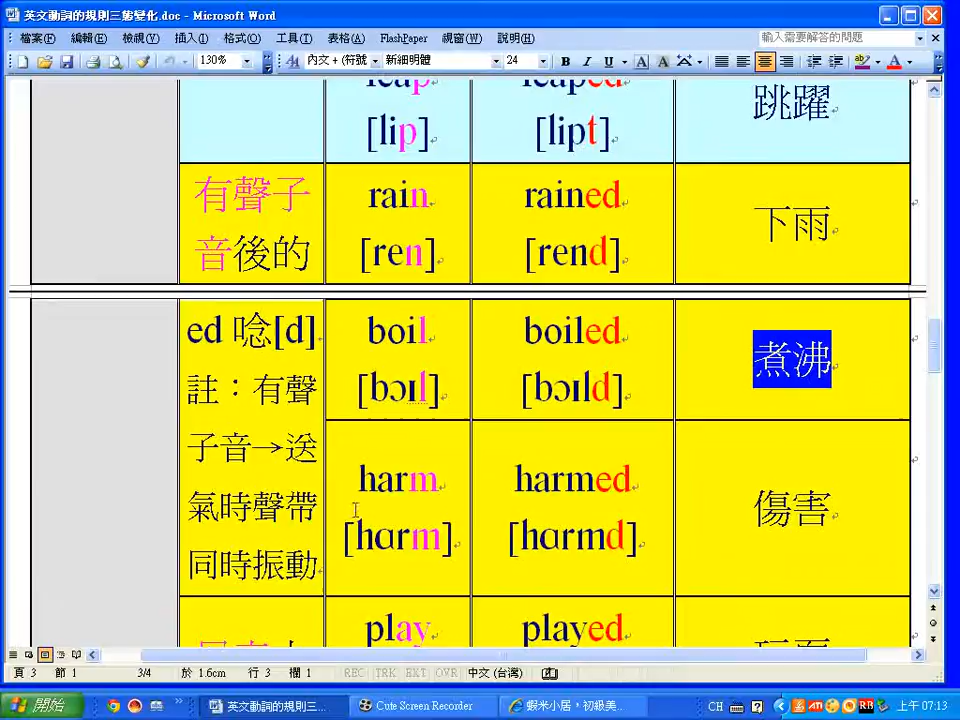 英文動詞的規則三態變化.doc - Microsoft Word
檔案(F) 編輯(E) 檢視(V) 插入(I) 格式(O) 工具(T) 表格(A) FlashPaper 視窗(W) 說明(H) 輸入需要解答的問題
130% 內文 + (符號 新細明體 24 B I U A A A
leap leaped 跳躍
[lip] [lipt]
有聲子 rain rained 下雨
音後的 [ren] [rend]
ed 唸[d] boil boiled 煮沸
註：有聲 [bɔɪl] [bɔɪld]
子音→送 harm harmed 傷害
氣時聲帶 [hɑrm] [hɑrmd]
同時振動
play played
頁 3 節 1 3/4 於 1.6cm 行 3 欄 1 REC TRK EXT OVR 中文 (台灣)
開始 英文動詞的規則三... Cute Screen Recorder 蝦米小居，初級美... CH 上午 07:13